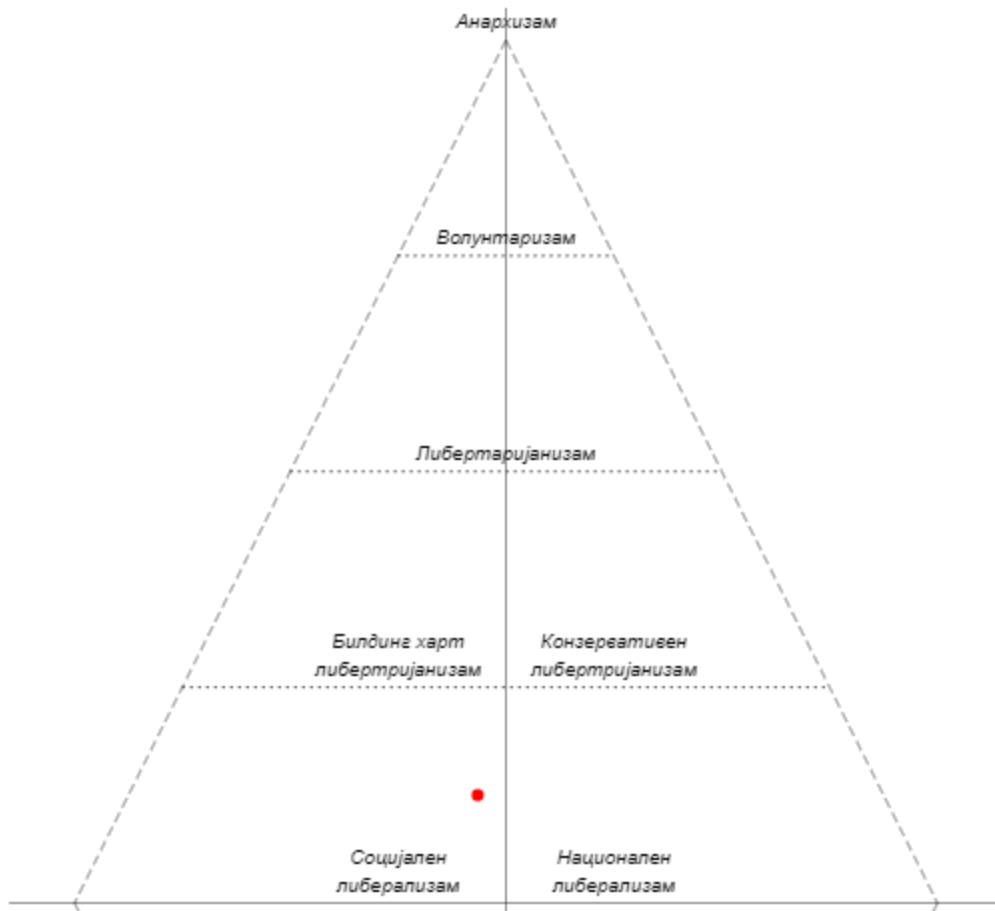 Анархизам
Волунтаризам
Либертаријанизам
Билдинг харт
либертријанизам
Конзервативен
либертријанизам
Социјален
либерализам
Национален
либерализам